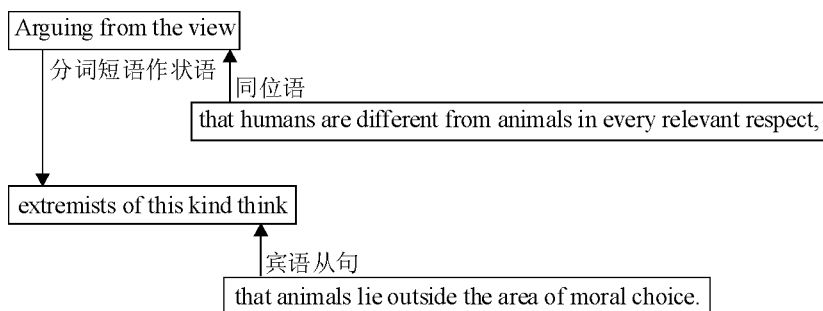 Arguing from the view
分词短语作状语
同位语
that humans are different from animals in every relevant respect,
extremists of this kind think
宾语从句
that animals lie outside the area of moral choice.